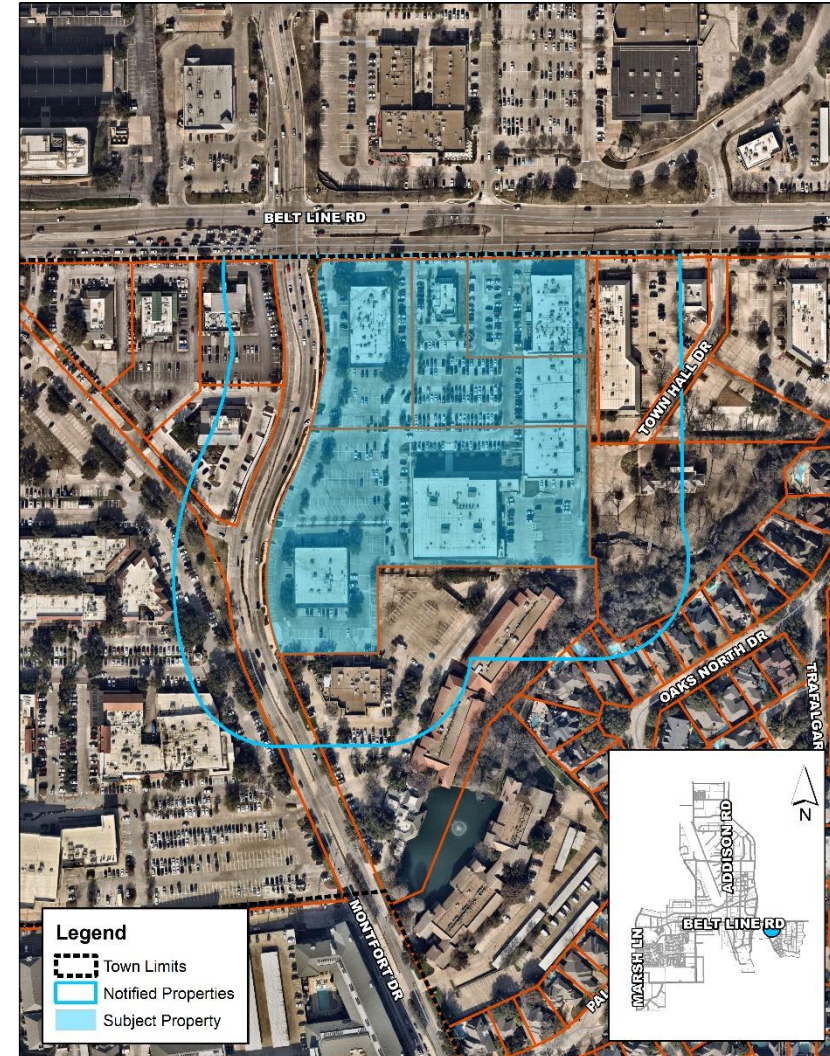 BELT LINE RD
TOWN HALL DR
OAKS NORTH DR
TRAFALGAR
MONTFORT DR
PAL
Legend
Town Limits
Notified Properties
Subject Property
N
ADDISON RD
BELT LINE RD
MARSH LN